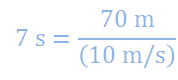 7 s = 70 m / (10 m/s)